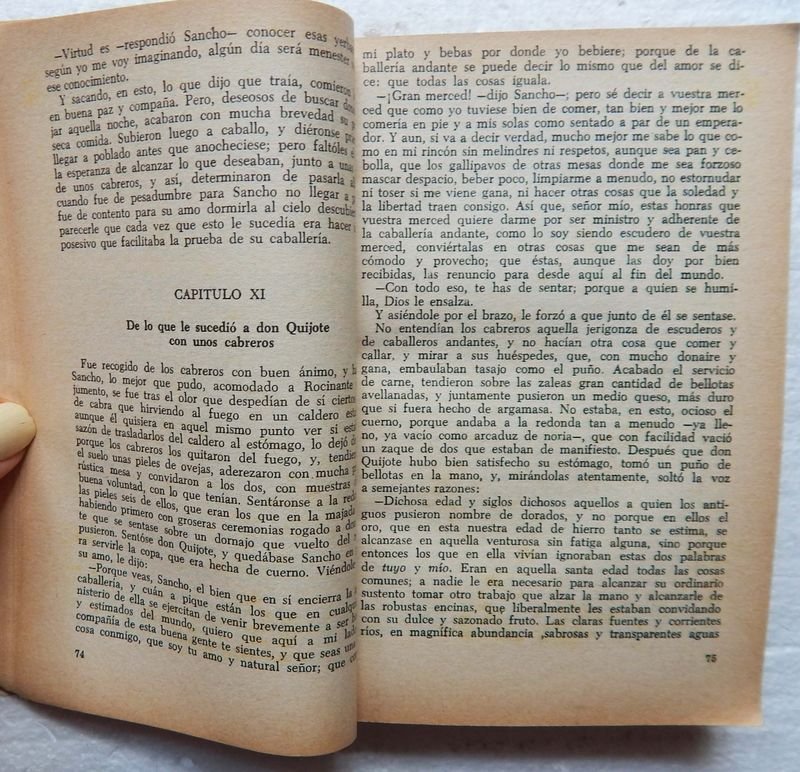 —Virtud es —respondió Sancho— conocer esas
según yo me voy imaginando, algún día será menester
ese conocimiento.
Y sacando, en esto, lo que dijo que traía, comieron
en buena paz y compaña. Pero, deseosos de buscar
jar aquella noche, acabaron con mucha brevedad su
seca comida. Subieron luego a caballo, y diéronse
llegar a poblado antes que anocheciese; pero faltóles
la esperanza de alcanzar lo que deseaban, junto a unas
de unos cabreros, y así, determinaron de pasarla
cuando fue de pesadumbre para Sancho no llegar a
fue de contento para su amo dormirla al cielo
parecerle que cada vez que esto le sucedía era hacer
posesivo que facilitaba la prueba de su caballería.
CAPITULO XI
De lo que le sucedió a don Quijote
con unos cabreros
Fue recogido de los cabreros con buen ánimo, y
Sancho, lo mejor que pudo, acomodado a Rocinante
jumento, se fue tras el olor que despedían de sí ciertos
de cabra que hirviendo al fuego en un caldero
aunque él quisiera en aquel mismo punto ver si
sazón de trasladarlos del caldero al estómago, lo dejó
porque los cabreros los quitaron del fuego, y,
el suelo unas pieles de ovejas, aderezaron con mucha
rústica mesa y convidaron a los dos, con muestras
buena voluntad, con lo que tenían. Sentáronse a la
las pieles seis de ellos, que eran los que en la majada
habiendo primero con groseras ceremonias rogado a
te que se sentase sobre un dornajo que vuelto del
pusieron. Sentóse don Quijote, y quedábase Sancho en
ra servirle la copa, que era hecha de cuerno. Viéndole
su amo, le dijo:
—Porque veas, Sancho, el bien que en sí encierra la
caballería, y cuán a pique están los que en
nisterio de ella se ejercitan de venir brevemente a ser
y estimados del mundo, quiero que aquí a mi lado
compañía de esta buena gente te sientes, y que seas una
cosa conmigo, que soy tu amo y natural señor; que
74
mi plato y bebas por donde yo bebiere; porque de la ca-
ballería andante se puede decir lo mismo que del amor se di-
ce: que todas las cosas iguala.
—¡Gran merced! —dijo Sancho—; pero sé decir a vuestra mer-
ced que como yo tuviese bien de comer, tan bien y mejor me lo
comería en pie y a mis solas como sentado a par de un empera-
dor. Y aun, si va a decir verdad, mucho mejor me sabe lo que co-
mo en mi rincón sin melindres ni respetos, aunque sea pan y ce-
bolla, que los gallipavos de otras mesas donde me sea forzoso
mascar despacio, beber poco, limpiarme a menudo, no estornudar
ni toser si me viene gana, ni hacer otras cosas que la soledad y
la libertad traen consigo. Así que, señor mío, estas honras que
vuestra merced quiere darme por ser ministro y adherente de
la caballería andante, como lo soy siendo escudero de vuestra
merced, conviértalas en otras cosas que me sean de más
cómodo y provecho; que éstas, aunque las doy por bien
recibidas, las renuncio para desde aquí al fin del mundo.
—Con todo eso, te has de sentar; porque a quien se humi-
lla, Dios le ensalza.
Y asiéndole por el brazo, le forzó a que junto de él se sentase.
No entendían los cabreros aquella jerigonza de escuderos y
de caballeros andantes, y no hacían otra cosa que comer y
callar, y mirar a sus huéspedes, que, con mucho donaire y
gana, embaulaban tasajo como el puño. Acabado el servicio
de carne, tendieron sobre las zaleas gran cantidad de bellotas
avellanadas, y juntamente pusieron un medio queso, más duro
que si fuera hecho de argamasa. No estaba, en esto, ocioso el
cuerno, porque andaba a la redonda tan a menudo —ya lle-
no, ya vacío como arcaduz de noria—, que con facilidad vació
un zaque de dos que estaban de manifiesto. Después que don
Quijote hubo bien satisfecho su estómago, tomó un puño de
bellotas en la mano, y, mirándolas atentamente, soltó la voz
a semejantes razones:
—Dichosa edad y siglos dichosos aquellos a quien los anti-
guos pusieron nombre de dorados, y no porque en ellos el
oro, que en esta nuestra edad de hierro tanto se estima, se
alcanzase en aquella venturosa sin fatiga alguna, sino porque
entonces los que en ella vivían ignoraban estas dos palabras
de tuyo y mío. Eran en aquella santa edad todas las cosas
comunes; a nadie le era necesario para alcanzar su ordinario
sustento tomar otro trabajo que alzar la mano y alcanzarle de
las robustas encinas, que liberalmente les estaban convidando
con su dulce y sazonado fruto. Las claras fuentes y corrientes
ríos, en magnífica abundancia ,sabrosas y transparentes aguas
75